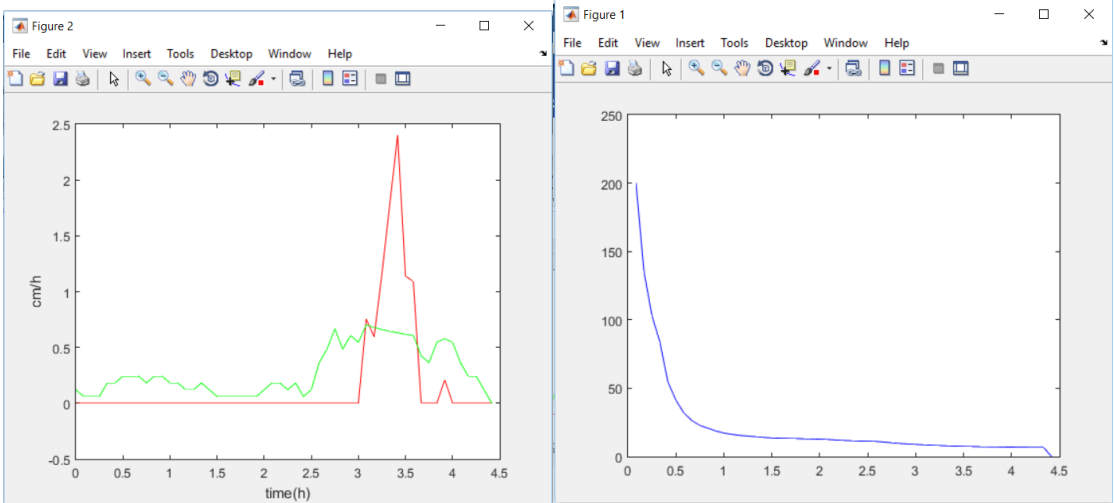 Figure 2
File Edit View Insert Tools Desktop Window Help
2.5
2
1.5
1
0.5
0
-0.5
cm/h
0 0.5 1 1.5 2 2.5 3 3.5 4 4.5
time(h)
Figure 1
File Edit View Insert Tools Desktop Window Help
250
200
150
100
50
0
0 0.5 1 1.5 2 2.5 3 3.5 4 4.5